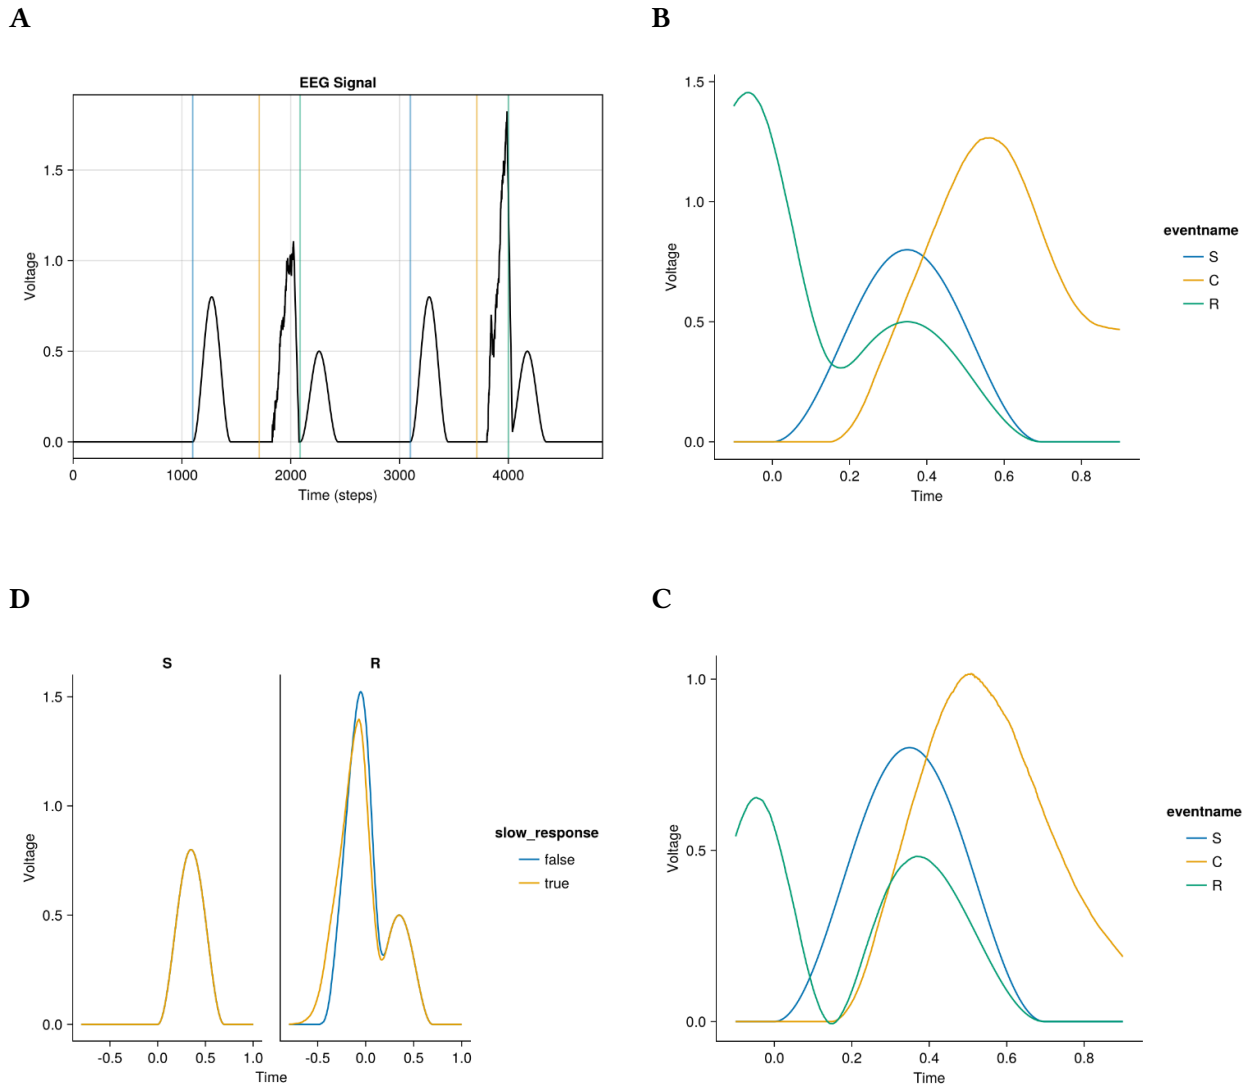 A
EEG Signal
Voltage
1.5
1.0
0.5
0.0
0 1000 2000 3000 4000
Time (steps)
B
Voltage
1.5
1.0
0.5
0.0
0.0 0.2 0.4 0.6 0.8
Time
eventname
S
C
R
D
S R
Voltage
1.5
1.0
0.5
0.0
-0.5 0.0 0.5 1.0 -0.5 0.0 0.5 1.0
Time
slow_response
false
true
C
Voltage
1.0
0.5
0.0
0.0 0.2 0.4 0.6 0.8
Time
eventname
S
C
R